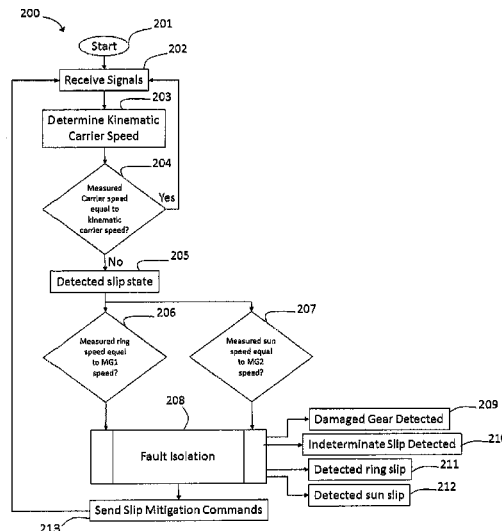 200
201
Start
202
Receive Signals
203
Determine Kinematic
Carrier Speed
204
Measured
Carrier speed
equal to
kinematic
carrier speed?
Yes
No
205
Detected slip state
206
207
Measured ring
speed equal
to MG1
speed?
Measured sun
speed equal
to MG2
speed?
208
209
Damaged Gear Detected
210
Indeterminate Slip Detected
Fault Isolation
211
Detected ring slip
212
Detected sun slip
Send Slip Mitigation Commands
213